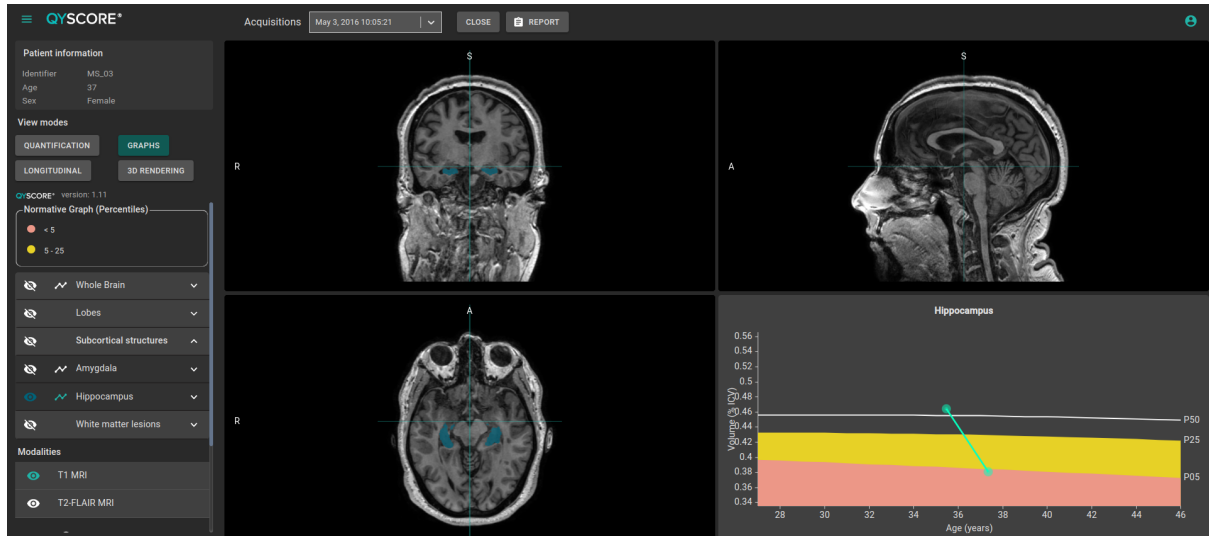 QYSCORE®
Acquisitions
May 3, 2016 10:05:21
CLOSE
REPORT
Patient information
Identifier MS_03
Age 37
Sex Female
View modes
QUANTIFICATION
GRAPHS
LONGITUDINAL
3D RENDERING
QYSCORE® version: 1.11
Normative Graph (Percentiles)
< 5
5 - 25
Whole Brain
Lobes
Subcortical structures
Amygdala
Hippocampus
White matter lesions
Modalities
T1 MRI
T2-FLAIR MRI
S
R
S
A
A
R
Hippocampus
Volume (% ICV)
0.56
0.54
0.52
0.5
0.48
0.46
0.44
0.42
0.4
0.38
0.36
0.34
P50
P25
P05
28 30 32 34 36 38 40 42 44 46
Age (years)